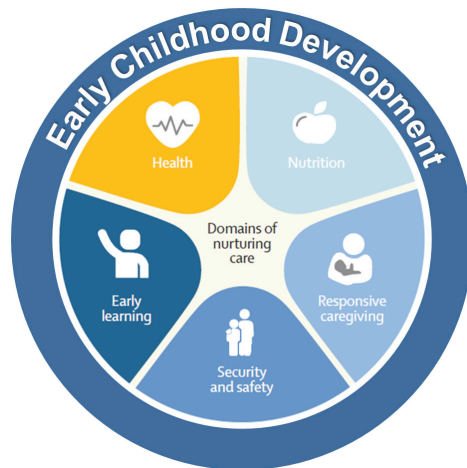 Early Childhood Development
Health
Nutrition
Domains of
nurturing
care
Early
learning
Responsive
caregiving
Security
and safety